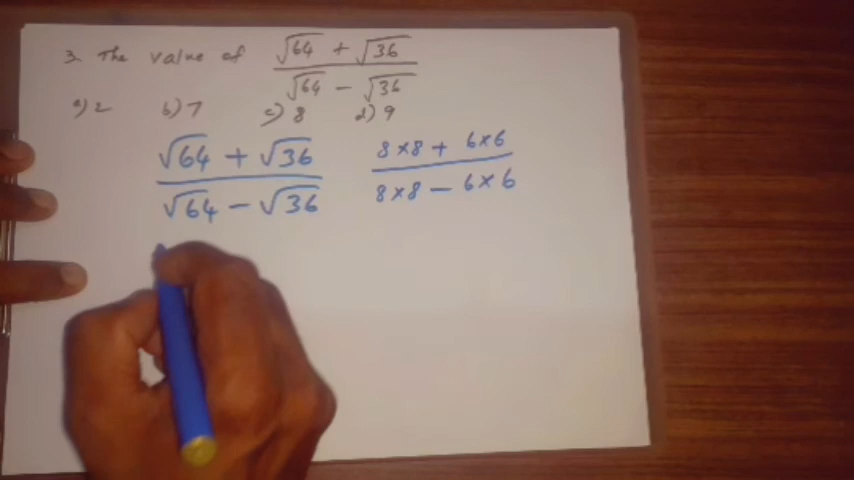 3. The value of √64 + √36
√64 - √36
a) 2 b) 7 c) 8 d) 9
√64 + √36 8×8 + 6×6
√64 - √36 8×8 - 6×6